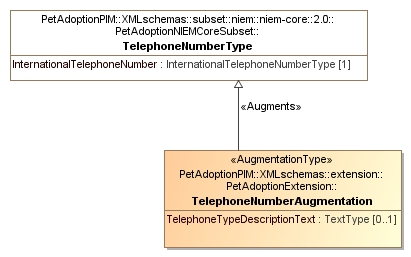 PetAdoptionPIM::XMLschemas::subset::niem::niem-core::2.0::
PetAdoptionNIEMCoreSubset::
TelephoneNumberType
InternationalTelephoneNumber : InternationalTelephoneNumberType [1]
«Augments»
«AugmentationType»
PetAdoptionPIM::XMLschemas::extension::
PetAdoptionExtension::
TelephoneNumberAugmentation
TelephoneTypeDescriptionText : TextType [0..1]